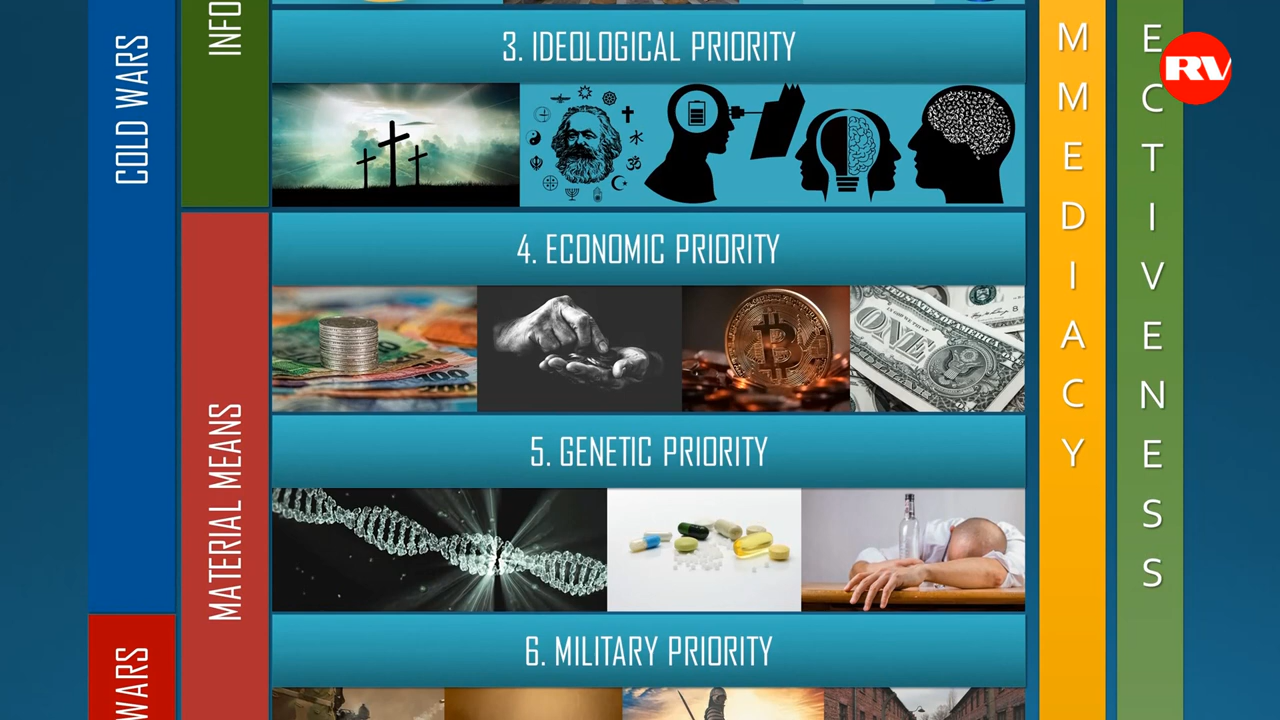 COLD WARS
WARS
INFO
MATERIAL MEANS
3. IDEOLOGICAL PRIORITY
4. ECONOMIC PRIORITY
ONE
5. GENETIC PRIORITY
6. MILITARY PRIORITY
MMEDIACY
ECTIVENESS
RV